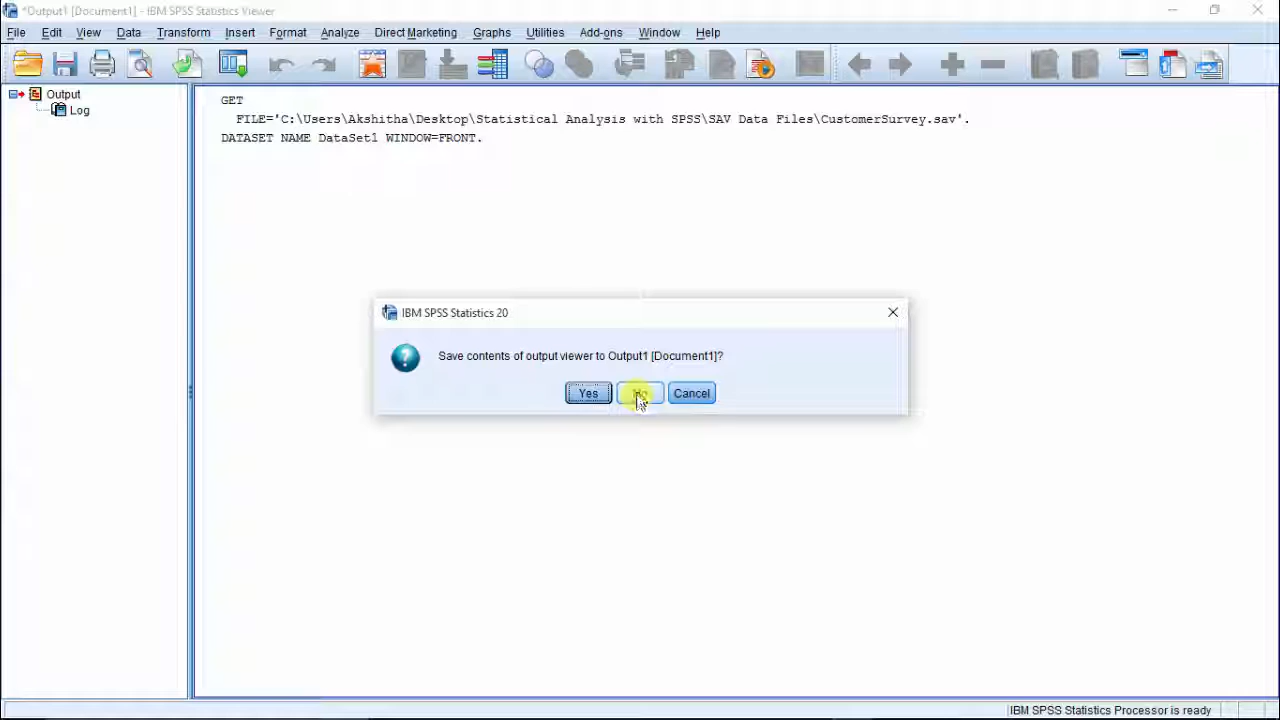 *Output1 [Document1] - IBM SPSS Statistics Viewer
File Edit View Data Transform Insert Format Analyze Direct Marketing Graphs Utilities Add-ons Window Help
Output
Log
GET
FILE='C:\Users\Akshitha\Desktop\Statistical Analysis with SPSS\SAV Data Files\CustomerSurvey.sav'.
DATASET NAME DataSet1 WINDOW=FRONT.
IBM SPSS Statistics 20
Save contents of output viewer to Output1 [Document1]?
Yes No Cancel
IBM SPSS Statistics Processor is ready